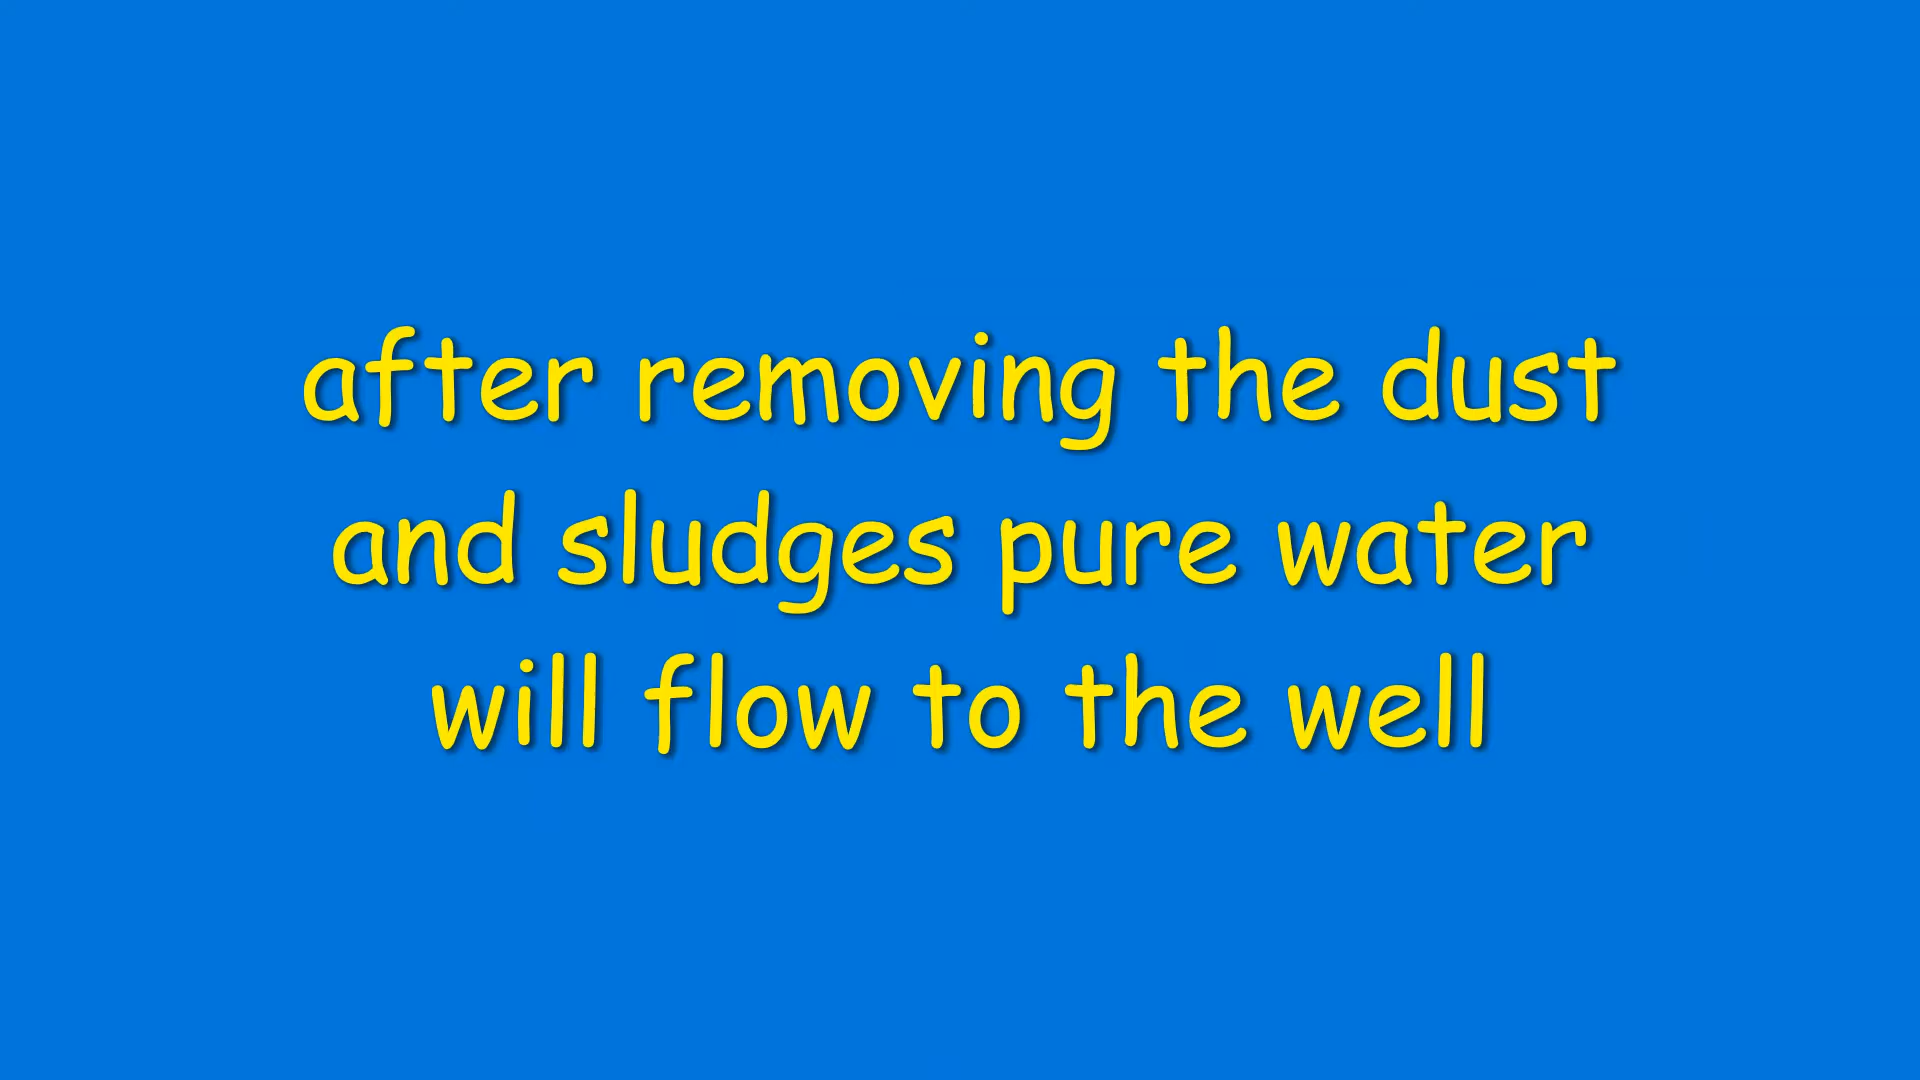 after removing the dust
and sludges pure water
will flow to the well